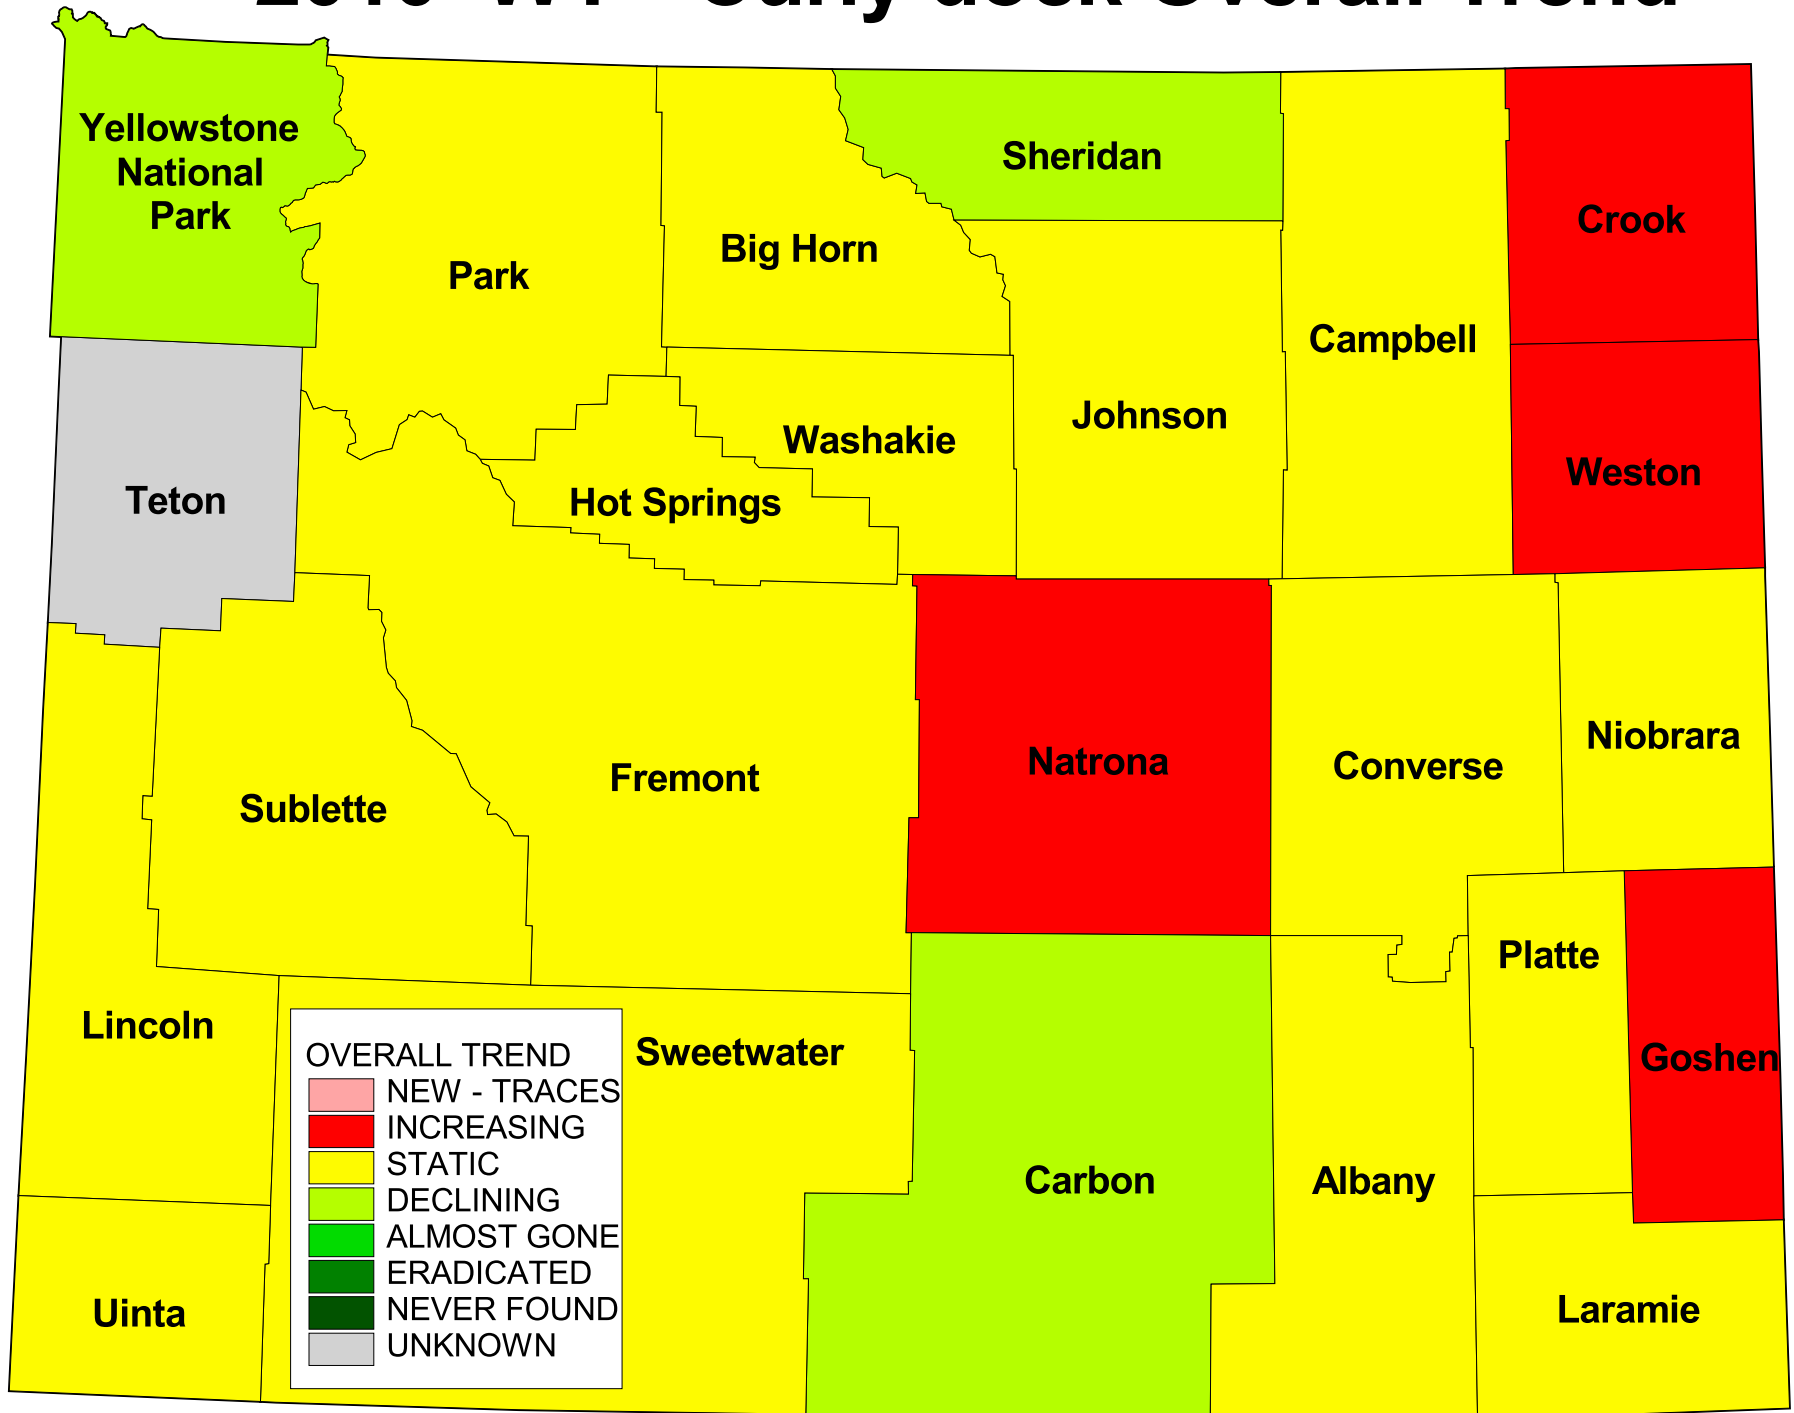 Yellowstone
National
Park
Sheridan
Crook
Park
Big Horn
Campbell
Johnson
Washakie
Weston
Teton
Hot Springs
Natrona
Niobrara
Converse
Fremont
Sublette
Platte
Lincoln
Sweetwater
Goshen
OVERALL TREND
NEW - TRACES
INCREASING
STATIC
DECLINING
ALMOST GONE
ERADICATED
NEVER FOUND
UNKNOWN
Carbon
Albany
Uinta
Laramie